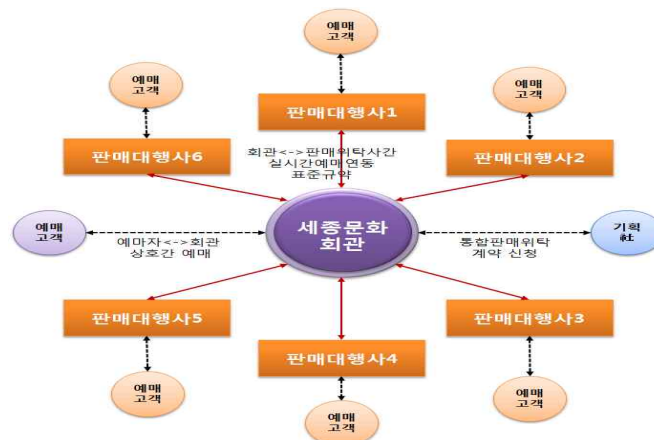 예매
고객
예매
고객
예매
고객
판매대행사1
판매대행사6
판매대행사2
회관<->판매위탁사간
실시간예매연동
표준규약
세종문화
회관
예매
고객
예마자<->회관
상호간 예매
통합판매위탁
계약 신청
기획
社
판매대행사5
판매대행사3
판매대행사4
예매
고객
예매
고객
예매
고객